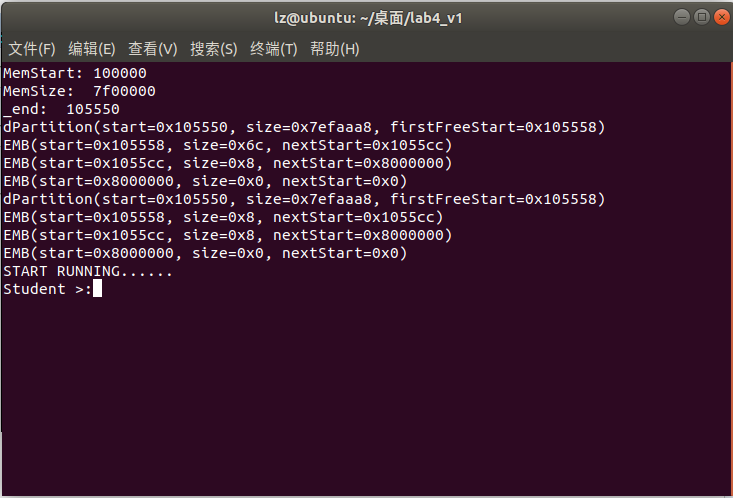 lz@ubuntu: ~/桌面/lab4_v1
文件(F) 编辑(E) 查看(V) 搜索(S) 终端(T) 帮助(H)
MemStart: 100000
MemSize:  7f00000
_end:  105550
dPartition(start=0x105550, size=0x7efaaa8, firstFreeStart=0x105558)
EMB(start=0x105558, size=0x6c, nextStart=0x1055cc)
EMB(start=0x1055cc, size=0x8, nextStart=0x8000000)
EMB(start=0x8000000, size=0x0, nextStart=0x0)
dPartition(start=0x105550, size=0x7efaaa8, firstFreeStart=0x105558)
EMB(start=0x105558, size=0x8, nextStart=0x1055cc)
EMB(start=0x1055cc, size=0x8, nextStart=0x8000000)
EMB(start=0x8000000, size=0x0, nextStart=0x0)
START RUNNING......
Student >: